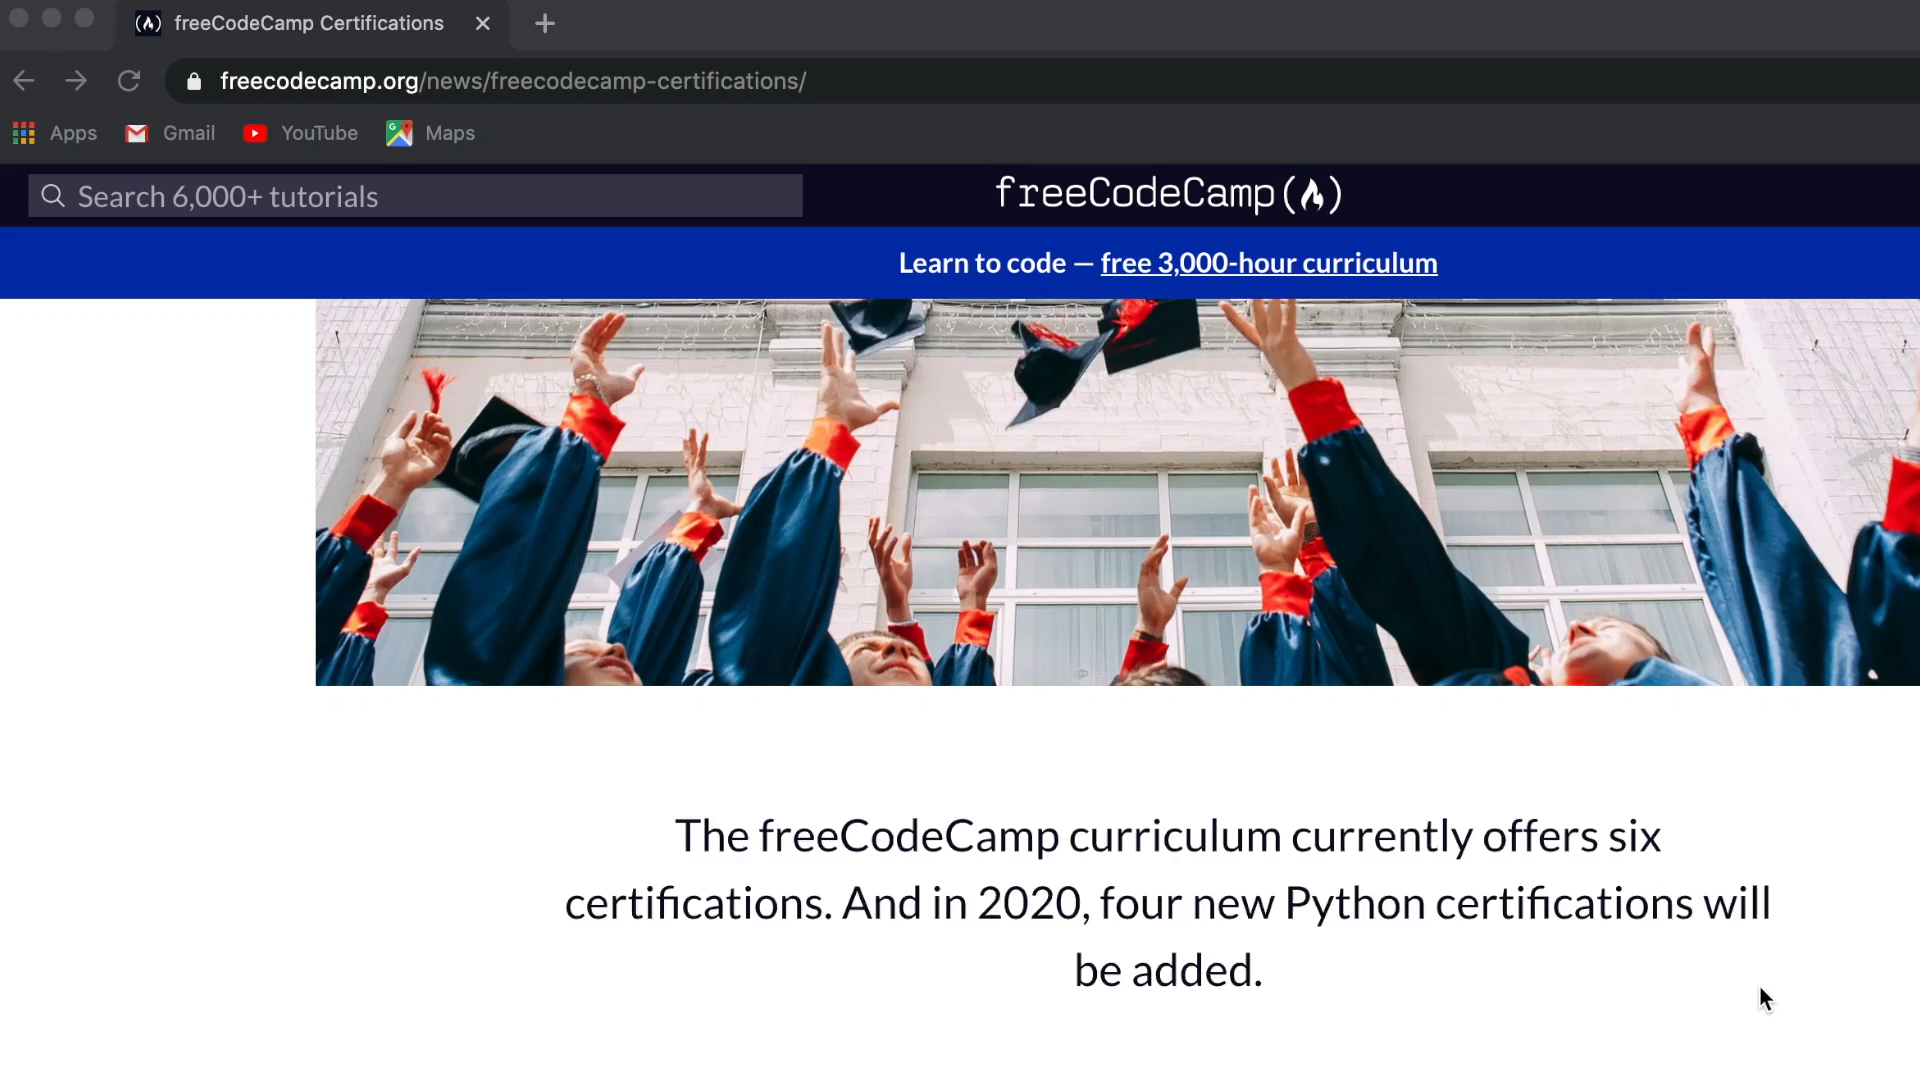 freeCodeCamp Certifications
freecodecamp.org/news/freecodecamp-certifications/
Apps Gmail YouTube Maps
Search 6,000+ tutorials
freeCodeCamp
Learn to code — free 3,000-hour curriculum
The freeCodeCamp curriculum currently offers six
certifications. And in 2020, four new Python certifications will
be added.